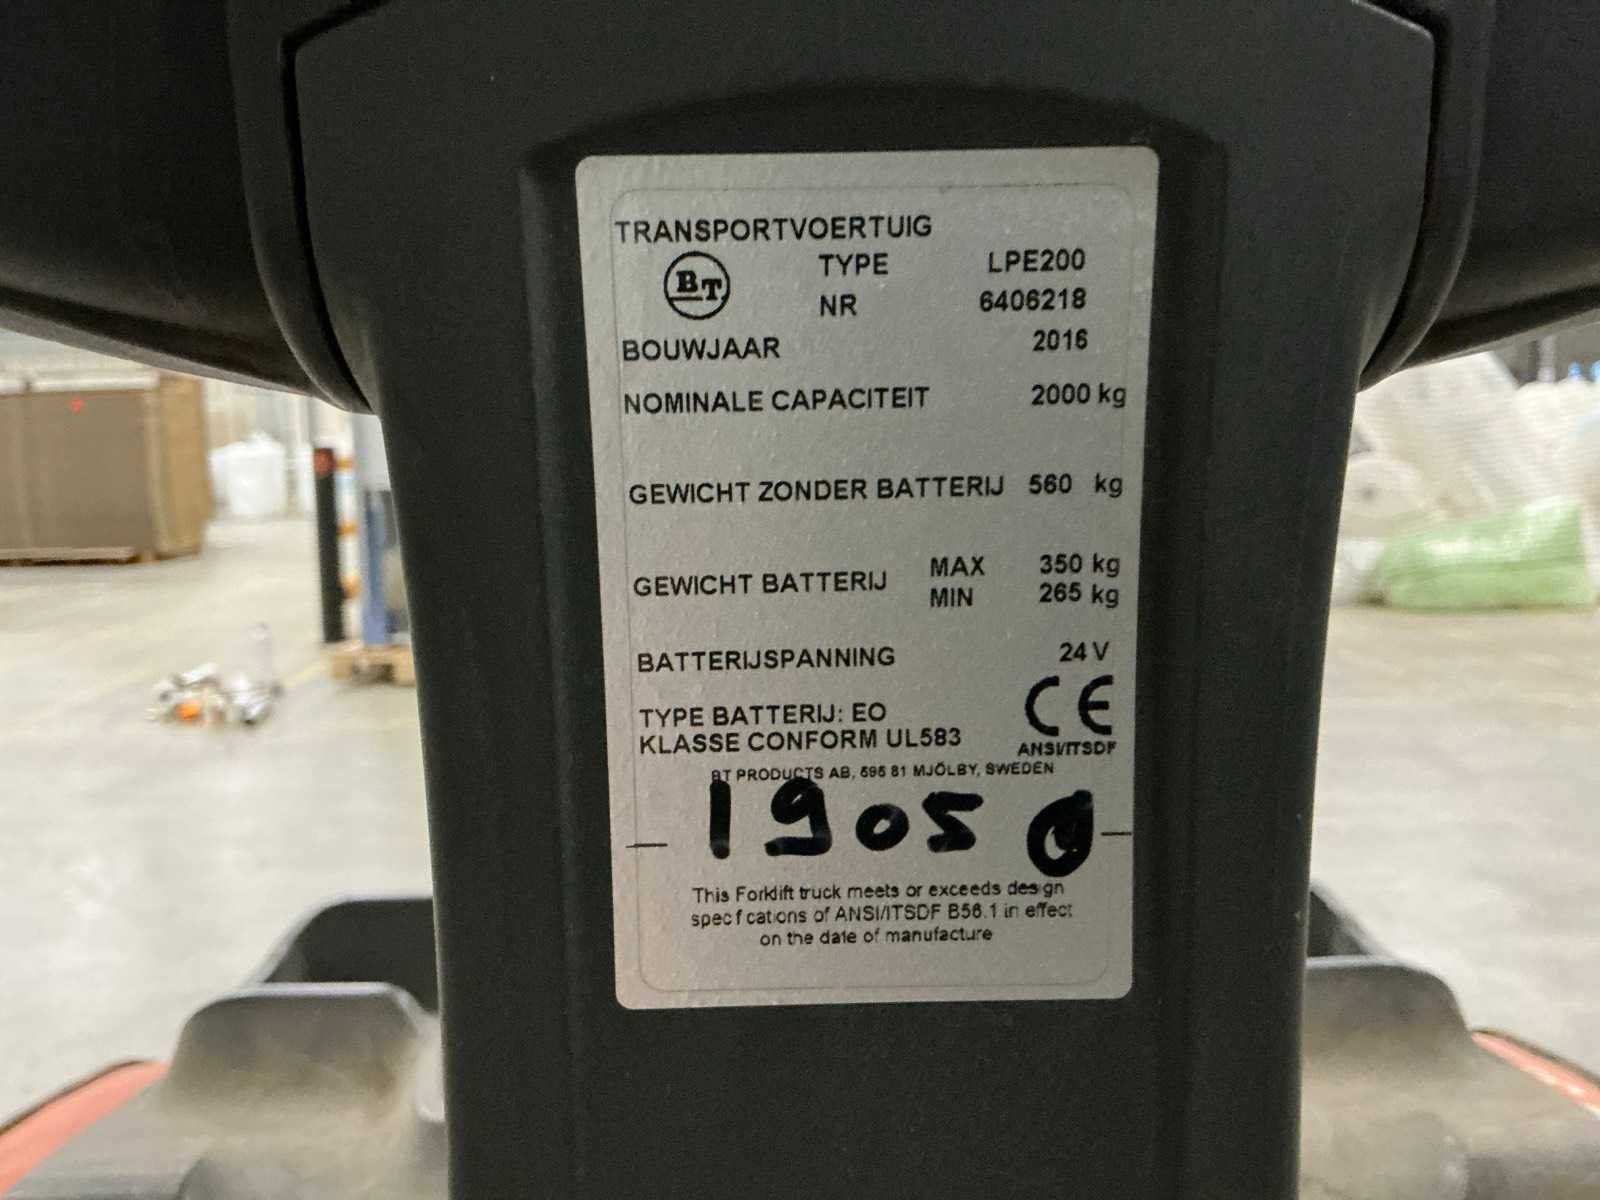 TRANSPORTVOERTUIG
BT
TYPE LPE200
NR 6406218
BOUWJAAR 2016
NOMINALE CAPACITEIT 2000 kg
GEWICHT ZONDER BATTERIJ 560 kg
GEWICHT BATTERIJ MAX 350 kg
MIN 265 kg
BATTERIJSPANNING 24 V
TYPE BATTERIJ: EO
KLASSE CONFORM UL583
CE
ANSI/ITSDF
BT PRODUCTS AB, 595 81 MJÖLBY, SWEDEN
1905 0
This Forklift truck meets or exceeds design
specifications of ANSI/ITSDF B56.1 in effect
on the date of manufacture